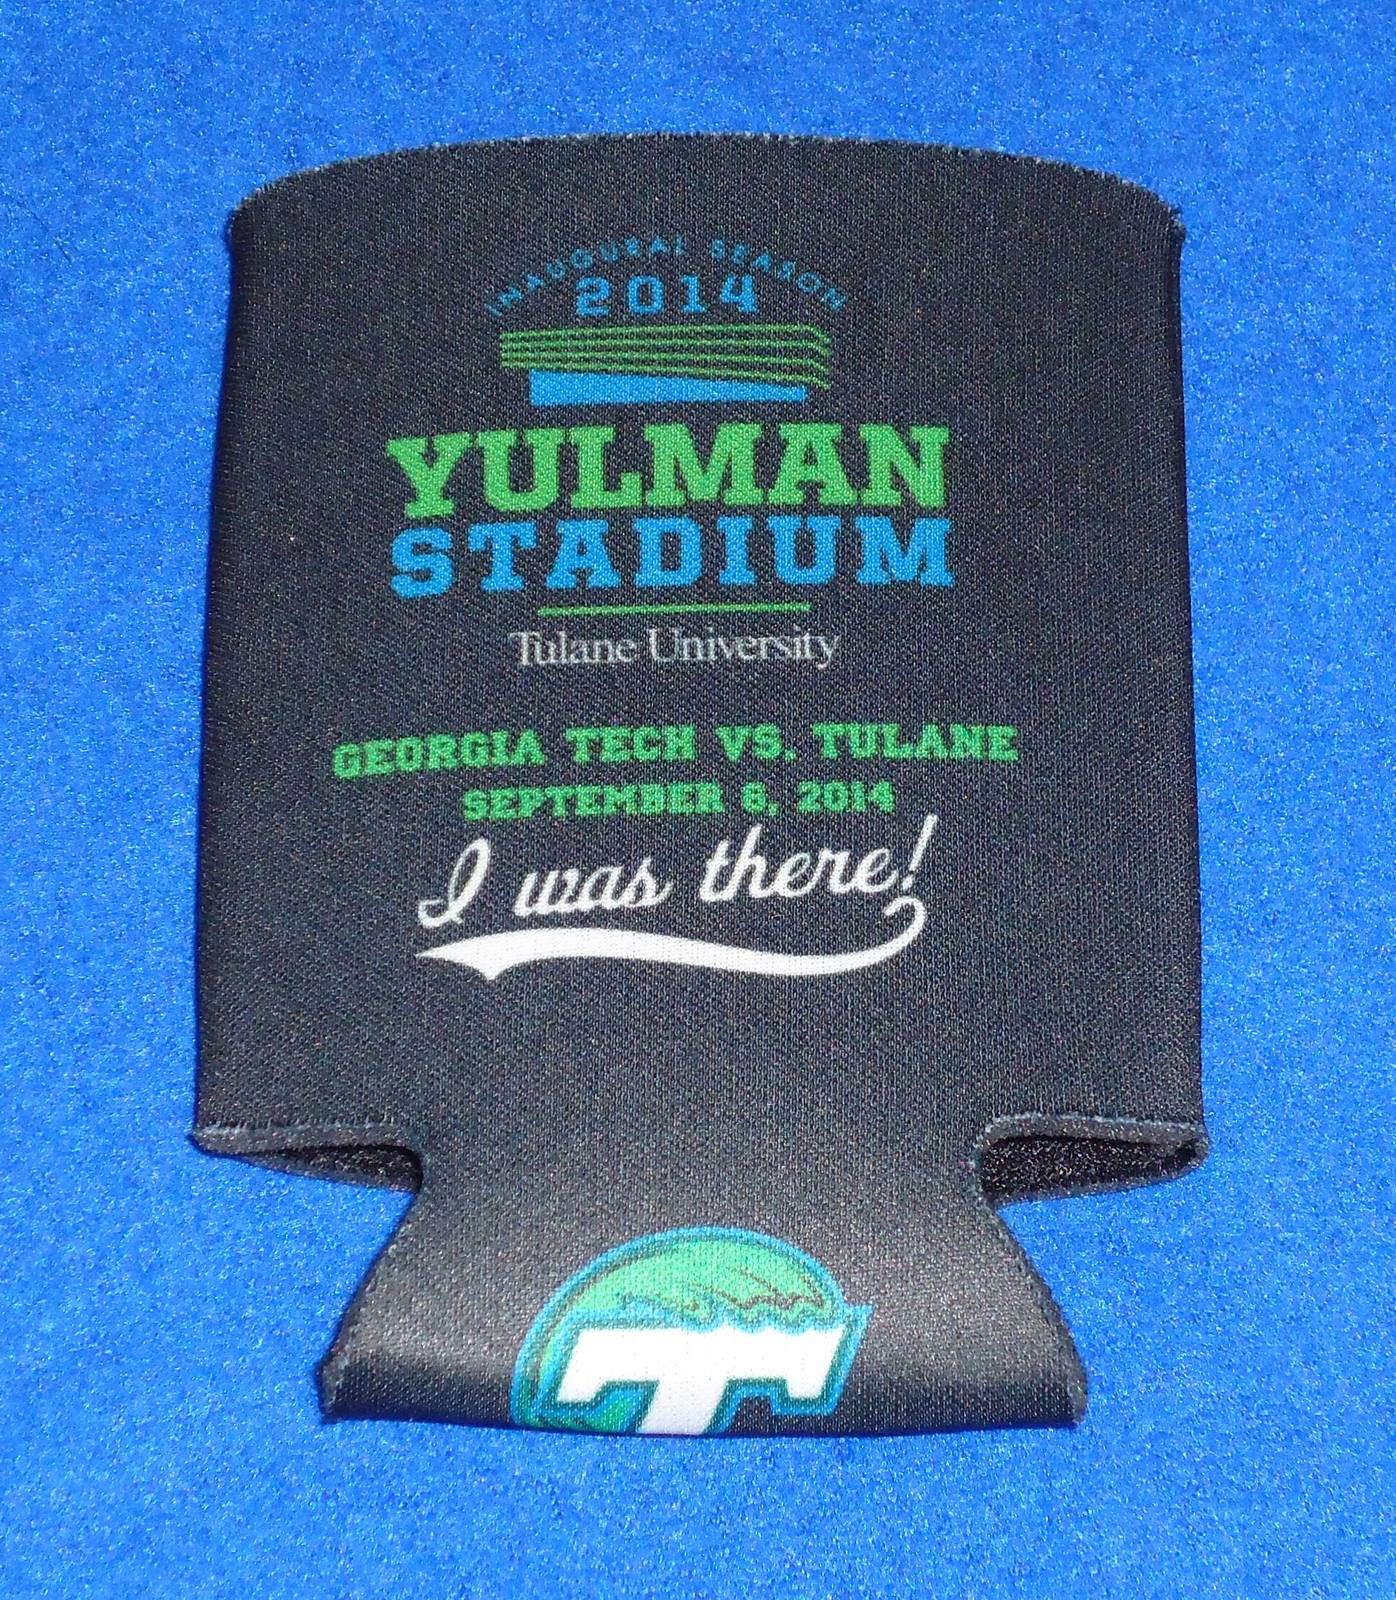 INAUGURAL SEASON
2014
YULMAN
STADIUM
Tulane University
GEORGIA TECH VS. TULANE
SEPTEMBER 6, 2014
I was there!
T